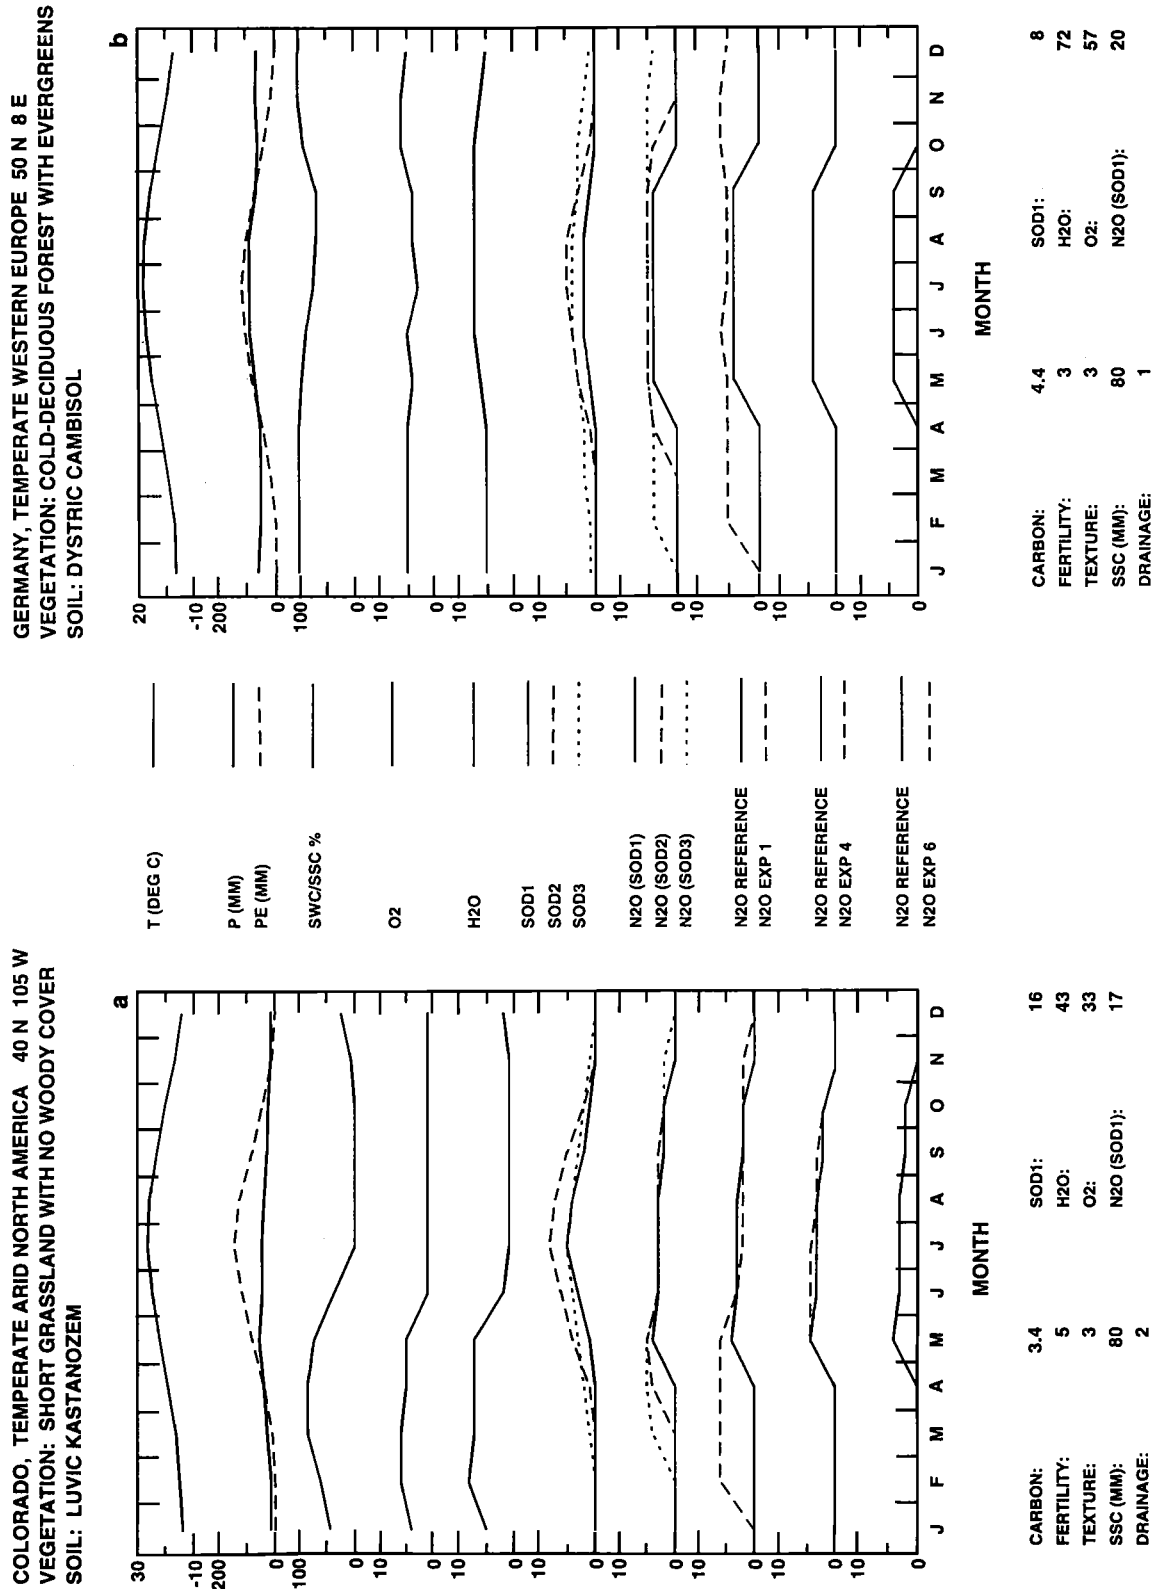 COLORADO, TEMPERATE ARID NORTH AMERICA 40 N 105 W
VEGETATION: SHORT GRASSLAND WITH NO WOODY COVER
SOIL: LUVIC KASTANOZEM
a
30
-10
200
0
100
0
10
0
10
0
10
0
10
0
10
0
10
0
10
0
J F M A M J J A S O N D
MONTH
CARBON: 3.4 SOD1: 16
FERTILITY: 5 H2O: 43
TEXTURE: 3 O2: 33
SSC (MM): 80 N2O (SOD1): 17
DRAINAGE: 2
T (DEG C)
P (MM)
PE (MM)
SWC/SSC %
O2
H2O
SOD1
SOD2
SOD3
N2O (SOD1)
N2O (SOD2)
N2O (SOD3)
N2O REFERENCE
N2O EXP 1
N2O REFERENCE
N2O EXP 4
N2O REFERENCE
N2O EXP 6
GERMANY, TEMPERATE WESTERN EUROPE 50 N 8 E
VEGETATION: COLD-DECIDUOUS FOREST WITH EVERGREENS
SOIL: DYSTRIC CAMBISOL
b
20
-10
200
0
100
0
10
0
10
0
10
0
10
0
10
0
10
0
10
0
J F M A M J J A S O N D
MONTH
CARBON: 4.4 SOD1: 8
FERTILITY: 3 H2O: 72
TEXTURE: 3 O2: 57
SSC (MM): 80 N2O (SOD1): 20
DRAINAGE: 1